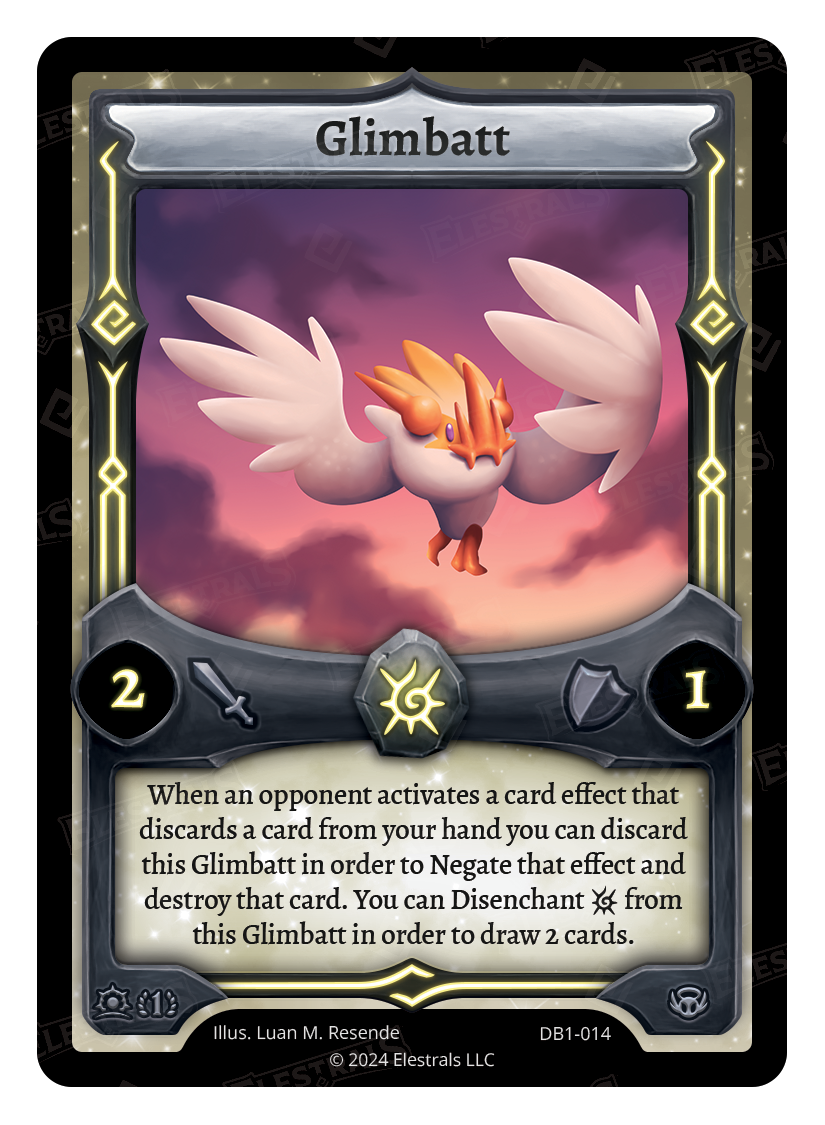 Glimbatt
2
1
When an opponent activates a card effect that
discards a card from your hand you can discard
this Glimbatt in order to Negate that effect and
destroy that card. You can Disenchant from
this Glimbatt in order to draw 2 cards.
1
Illus. Luan M. Resende
DB1-014
© 2024 Elestrals LLC
ELESTRALS